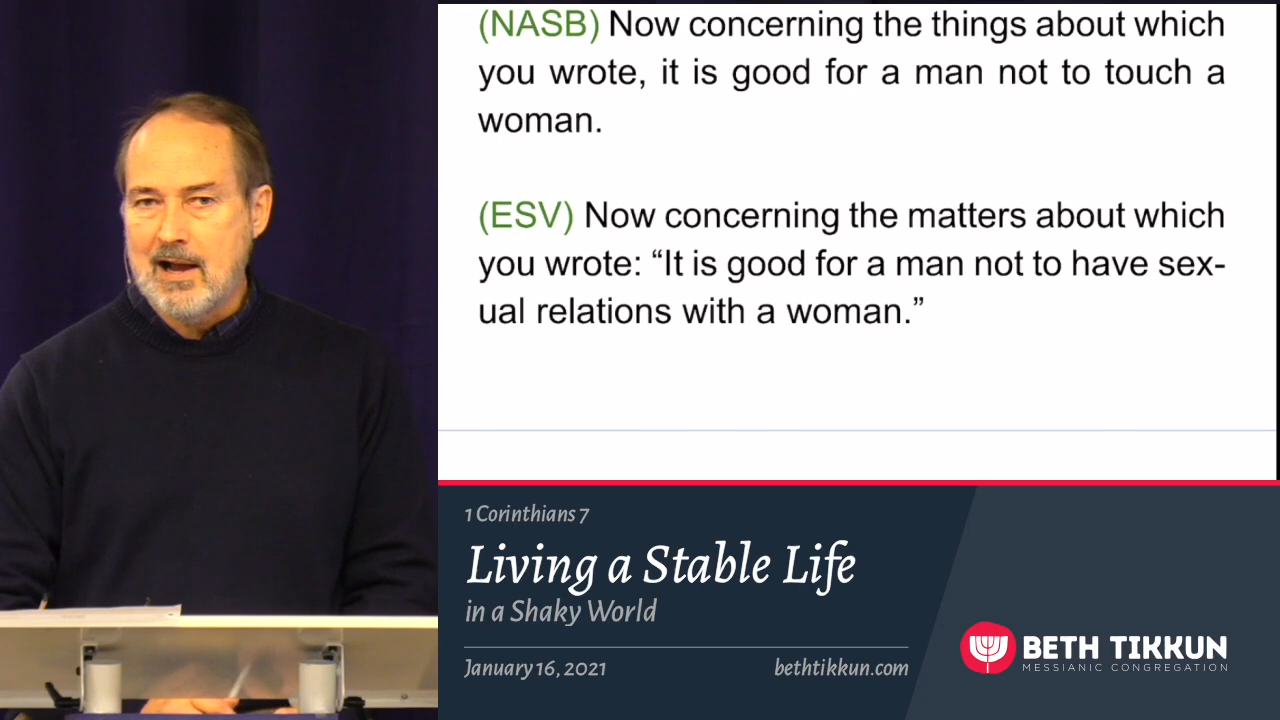 (NASB) Now concerning the things about which
you wrote, it is good for a man not to touch a
woman.
(ESV) Now concerning the matters about which
you wrote: “It is good for a man not to have sex-
ual relations with a woman.”
1 Corinthians 7
Living a Stable Life
in a Shaky World
January 16, 2021
bethtikkun.com
BETH TIKKUN
MESSIANIC CONGREGATION